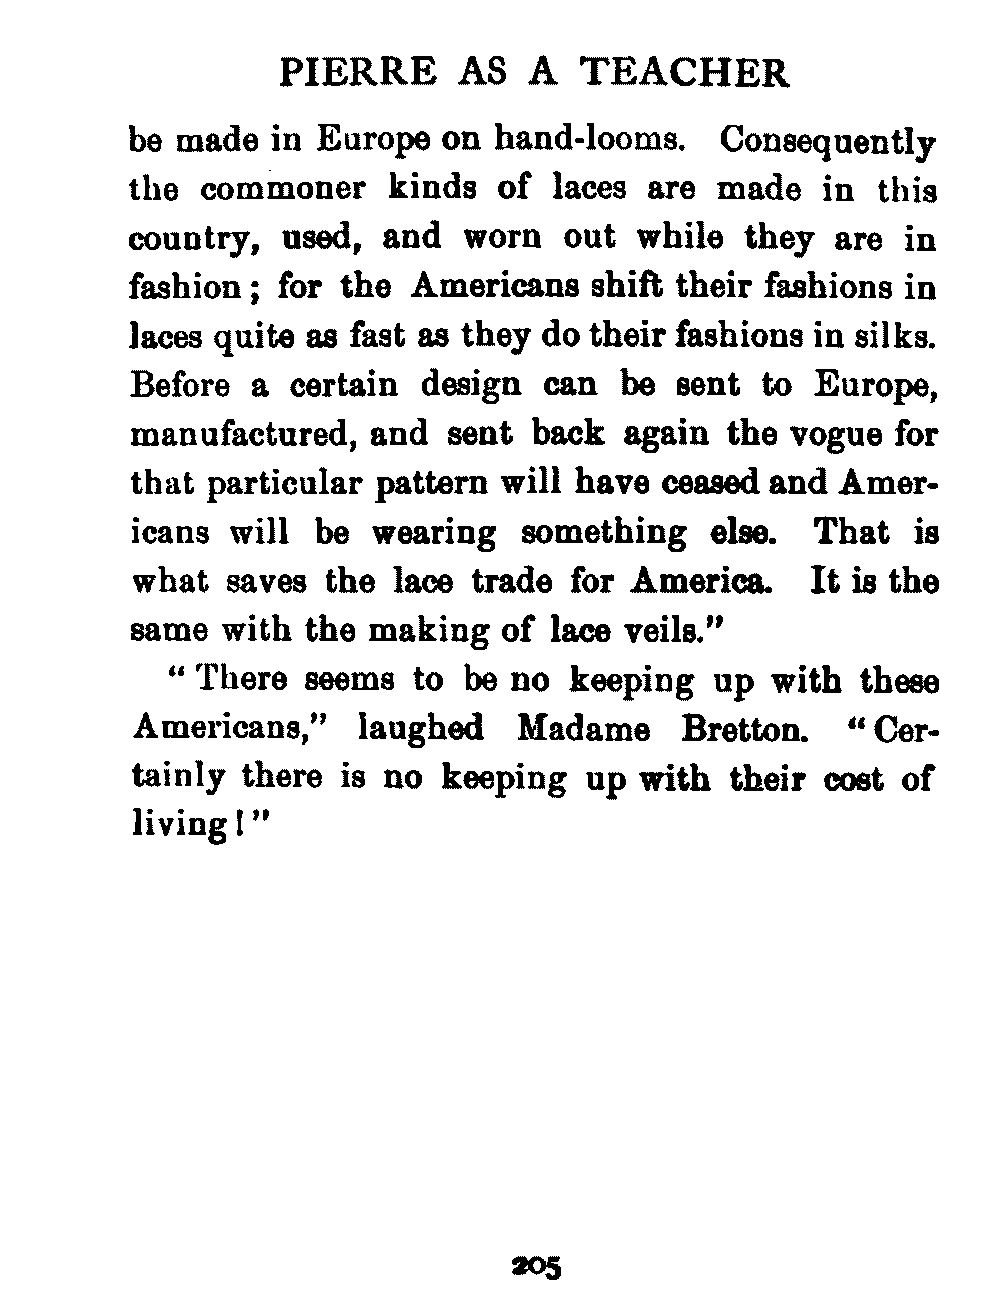 PIERRE AS A TEACHER
be made in Europe on hand-looms. Consequently
the commoner kinds of laces are made in this
country, used, and worn out while they are in
fashion; for the Americans shift their fashions in
laces quite as fast as they do their fashions in silks.
Before a certain design can be sent to Europe,
manufactured, and sent back again the vogue for
that particular pattern will have ceased and Amer-
icans will be wearing something else. That is
what saves the lace trade for America. It is the
same with the making of lace veils."
"There seems to be no keeping up with these
Americans," laughed Madame Bretton. "Cer-
tainly there is no keeping up with their cost of
living!"
205